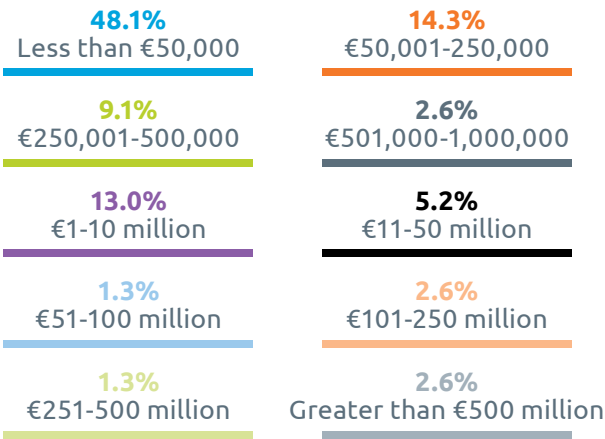 48.1%
Less than €50,000
14.3%
€50,001-250,000
9.1%
€250,001-500,000
2.6%
€501,000-1,000,000
13.0%
€1-10 million
5.2%
€11-50 million
1.3%
€51-100 million
2.6%
€101-250 million
1.3%
€251-500 million
2.6%
Greater than €500 million